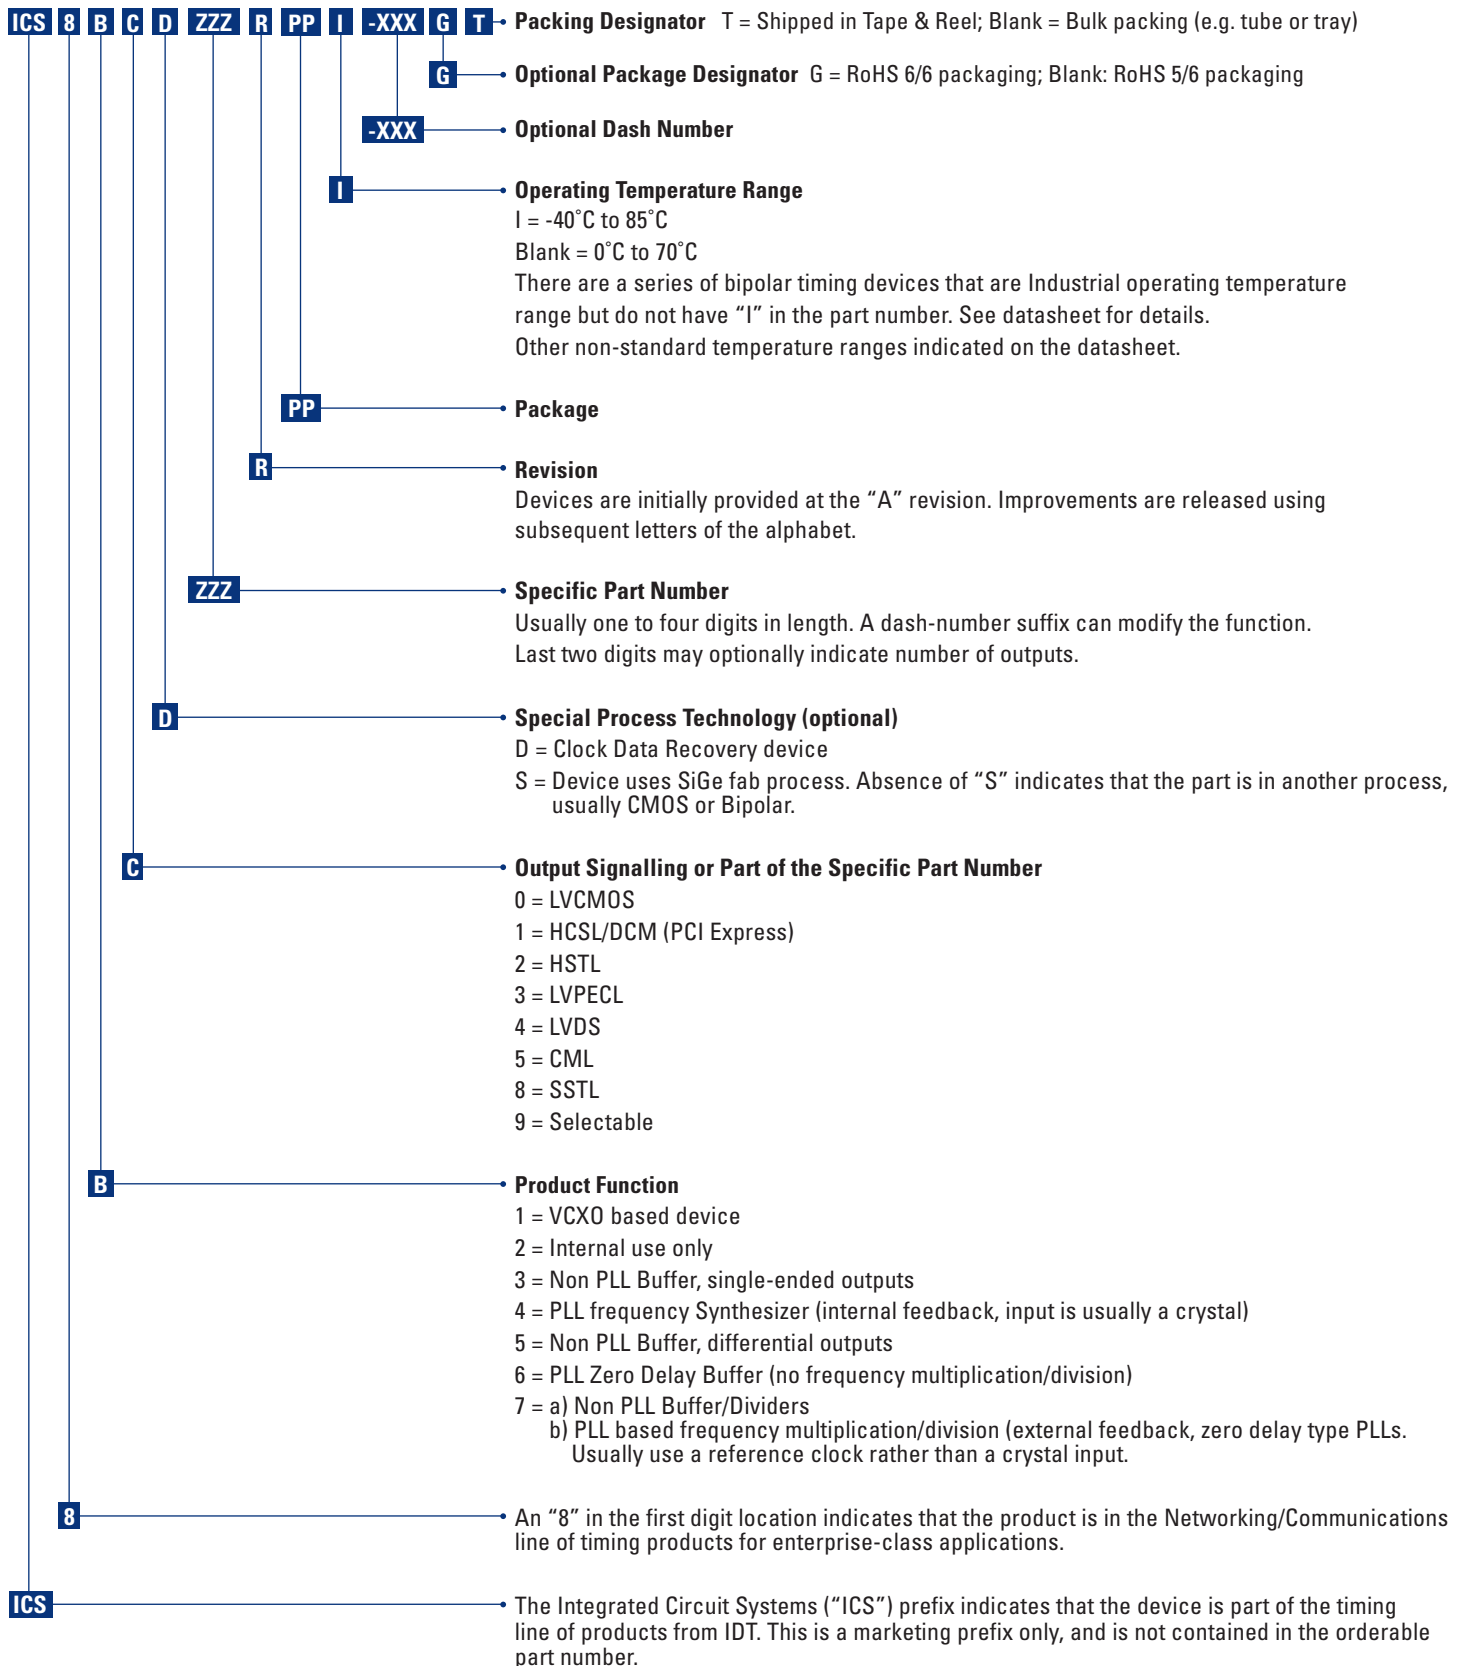 ICS 8 B C D ZZZ R PP I -XXX G T Packing Designator T = Shipped in Tape & Reel; Blank = Bulk packing (e.g. tube or tray)
G Optional Package Designator G = RoHS 6/6 packaging; Blank: RoHS 5/6 packaging
-XXX Optional Dash Number
I Operating Temperature Range
I = -40˚C to 85˚C
Blank = 0˚C to 70˚C
There are a series of bipolar timing devices that are Industrial operating temperature
range but do not have “I” in the part number. See datasheet for details.
Other non-standard temperature ranges indicated on the datasheet.
PP Package
R Revision
Devices are initially provided at the “A” revision. Improvements are released using
subsequent letters of the alphabet.
ZZZ Specific Part Number
Usually one to four digits in length. A dash-number suffix can modify the function.
Last two digits may optionally indicate number of outputs.
D Special Process Technology (optional)
D = Clock Data Recovery device
S = Device uses SiGe fab process. Absence of “S” indicates that the part is in another process,
usually CMOS or Bipolar.
C Output Signalling or Part of the Specific Part Number
0 = LVCMOS
1 = HCSL/DCM (PCI Express)
2 = HSTL
3 = LVPECL
4 = LVDS
5 = CML
8 = SSTL
9 = Selectable
B Product Function
1 = VCXO based device
2 = Internal use only
3 = Non PLL Buffer, single-ended outputs
4 = PLL frequency Synthesizer (internal feedback, input is usually a crystal)
5 = Non PLL Buffer, differential outputs
6 = PLL Zero Delay Buffer (no frequency multiplication/division)
7 = a) Non PLL Buffer/Dividers
b) PLL based frequency multiplication/division (external feedback, zero delay type PLLs.
Usually use a reference clock rather than a crystal input.
8 An “8” in the first digit location indicates that the product is in the Networking/Communications
line of timing products for enterprise-class applications.
ICS The Integrated Circuit Systems (“ICS”) prefix indicates that the device is part of the timing
line of products from IDT. This is a marketing prefix only, and is not contained in the orderable
part number.